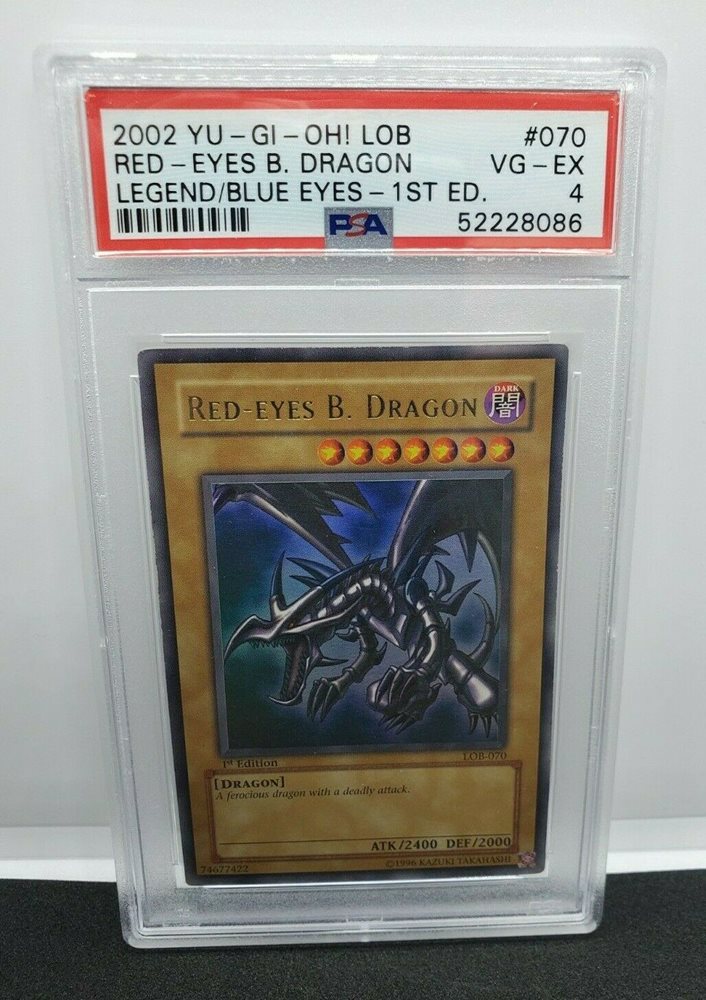 2002 YU-GI-OH! LOB #070
RED-EYES B. DRAGON VG-EX
LEGEND/BLUE EYES-1ST ED. 4
PSA 52228086
RED-EYES B. DRAGON
DARK
闇
1st Edition LOB-070
[DRAGON]
A ferocious dragon with a deadly attack.
ATK/2400 DEF/2000
74677422 ©1996 KAZUKI TAKAHASHI